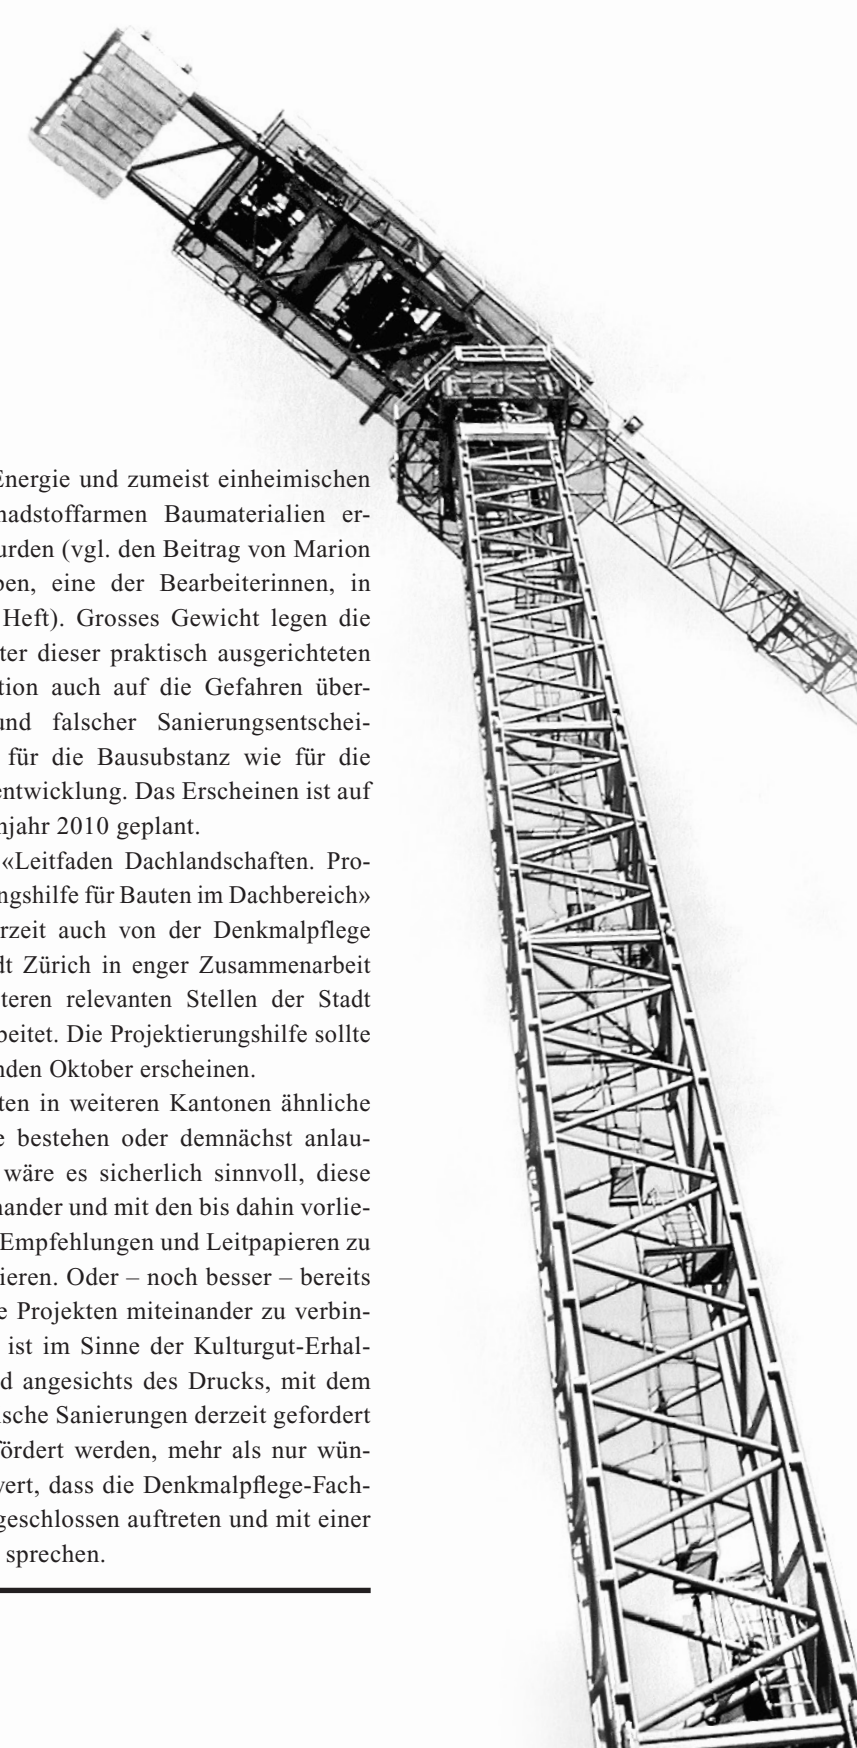 Energie und zumeist einheimischen
hadstoffarmen Baumaterialien er-
urden (vgl. den Beitrag von Marion
ben, eine der Bearbeiterinnen, in
Heft). Grosses Gewicht legen die
ter dieser praktisch ausgerichteten
tion auch auf die Gefahren über-
und falscher Sanierungsentschei-
für die Bausubstanz wie für die
entwicklung. Das Erscheinen ist auf
hjahr 2010 geplant.
«Leitfaden Dachlandschaften. Pro-
ngshilfe für Bauten im Dachbereich»
rzeit auch von der Denkmalpflege
dt Zürich in enger Zusammenarbeit
iteren relevanten Stellen der Stadt
beitet. Die Projektierungshilfe sollte
nden Oktober erscheinen.
ten in weiteren Kantonen ähnliche
e bestehen oder demnächst anlau-
wäre es sicherlich sinnvoll, diese
nander und mit den bis dahin vorlie-
Empfehlungen und Leitpapieren zu
ieren. Oder – noch besser – bereits
e Projekten miteinander zu verbin-
ist im Sinne der Kulturgut-Erhal-
d angesichts des Drucks, mit dem
ische Sanierungen derzeit gefordert
fördert werden, mehr als nur wün-
wert, dass die Denkmalpflege-Fach-
geschlossen auftreten und mit einer
sprechen.